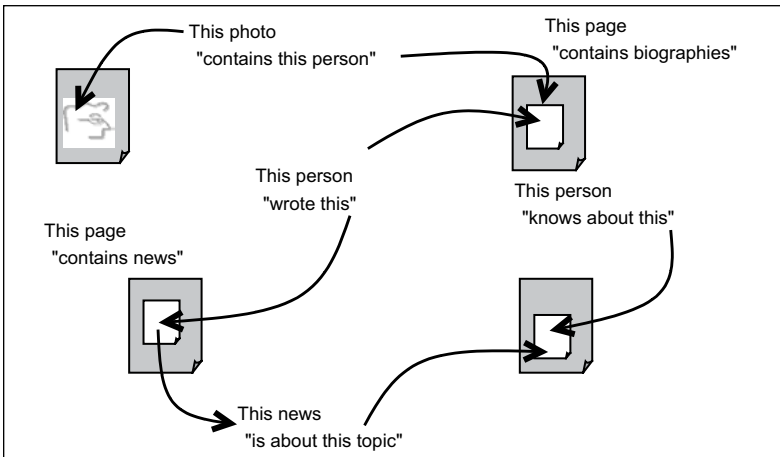 This photo
"contains this person"
This page
"contains biographies"
This person
"wrote this"
This person
"knows about this"
This page
"contains news"
This news
"is about this topic"